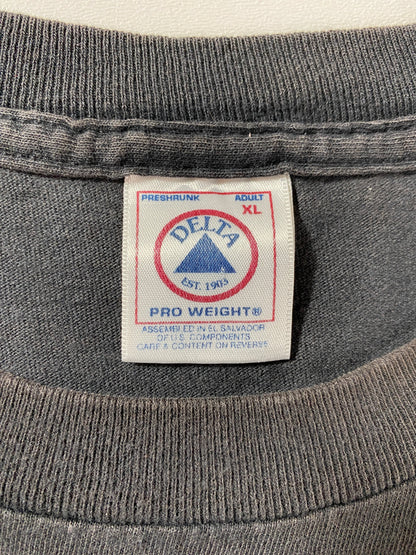 PRESHRUNK ADULT
XL
DELTA
EST. 1903
PRO WEIGHT®
ASSEMBLED IN EL SALVADOR
OF U.S. COMPONENTS
CARE & CONTENT ON REVERSE